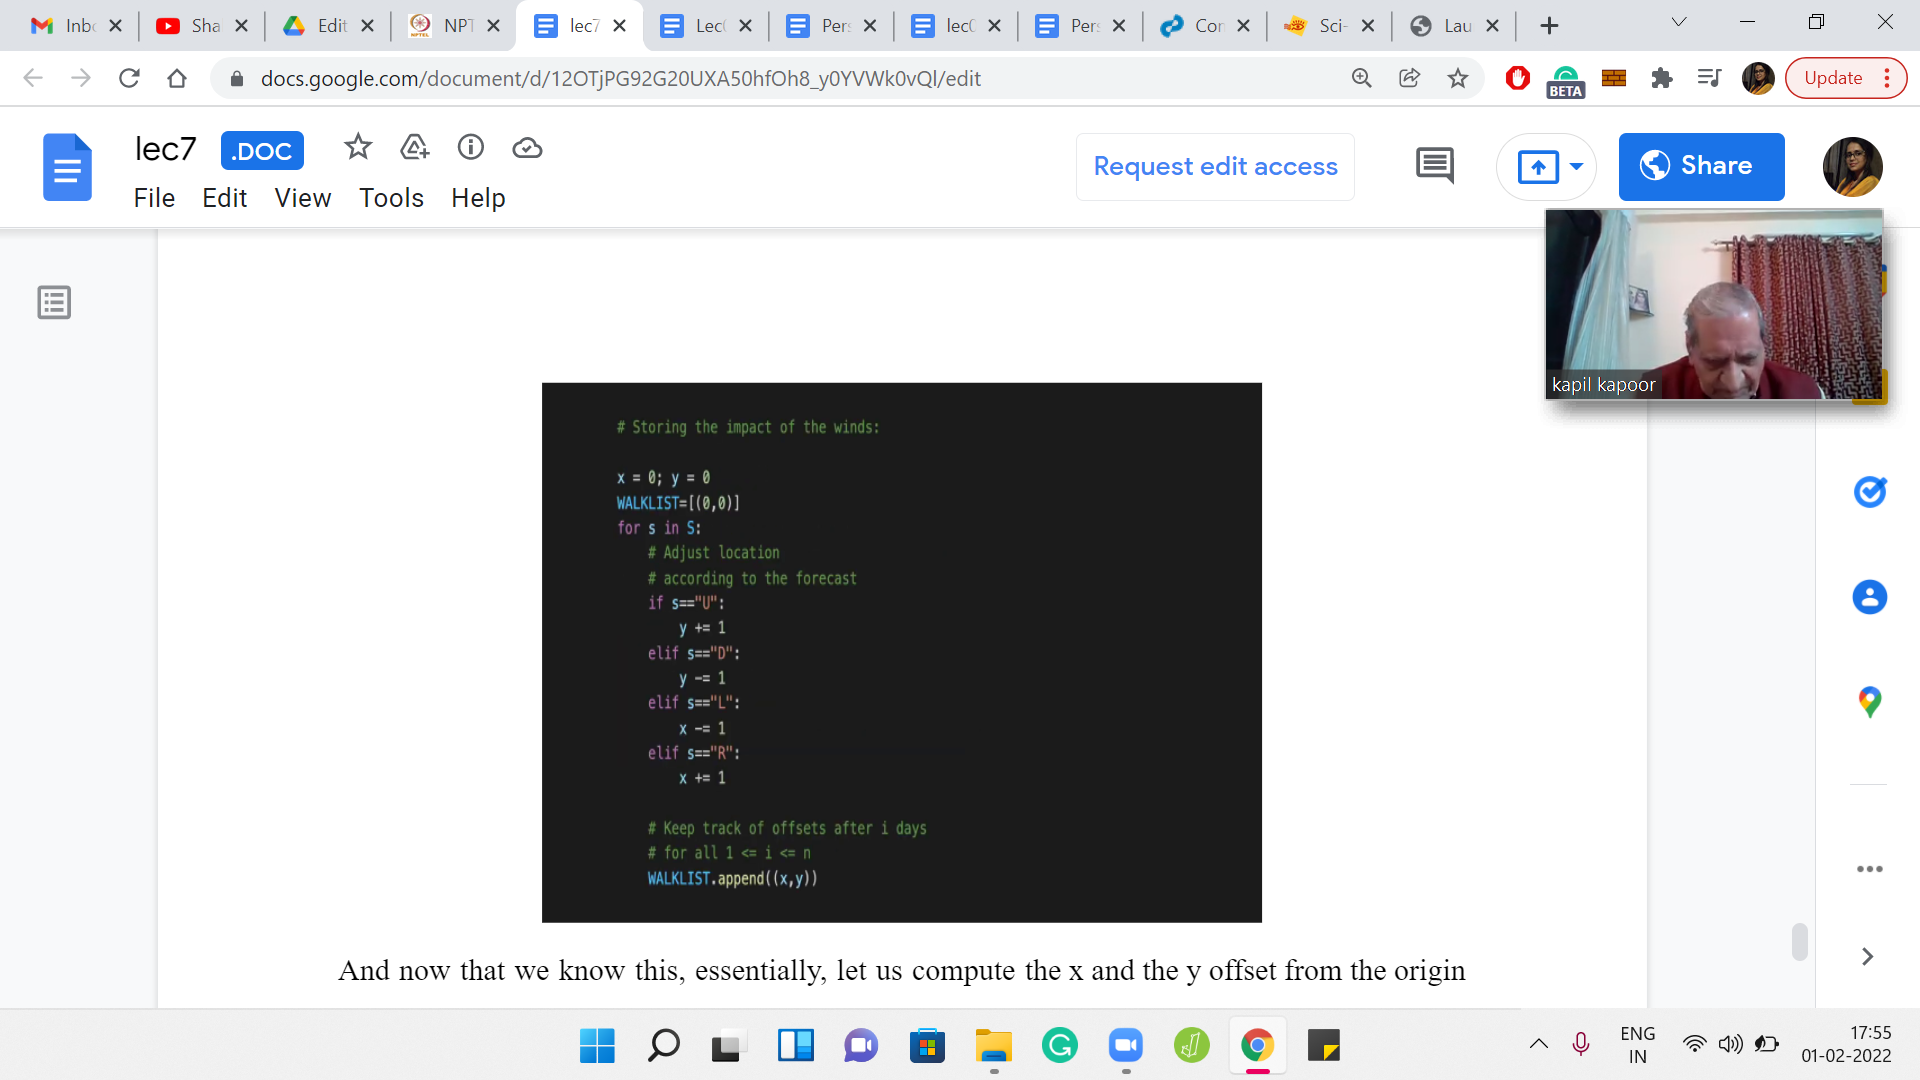 Inbc
Sha
Edit
NPT
lec7
Lec(
Pers
lec0
Pers
Con
Sci-
Lau
docs.google.com/document/d/12OTjPG92G20UXA50hfOh8_y0YVWk0vQl/edit
BETA
Update
lec7
.DOC
Request edit access
Share
File Edit View Tools Help
kapil kapoor
# Storing the impact of the winds:
x = 0; y = 0
WALKLIST=[(0,0)]
for s in S:
# Adjust location
# according to the forecast
if s=="U":
y += 1
elif s=="D":
y -= 1
elif s=="L":
x -= 1
elif s=="R":
x += 1
# Keep track of offsets after i days
# for all 1 <= i <= n
WALKLIST.append((x,y))
And now that we know this, essentially, let us compute the x and the y offset from the origin
ENG
IN
17:55
01-02-2022